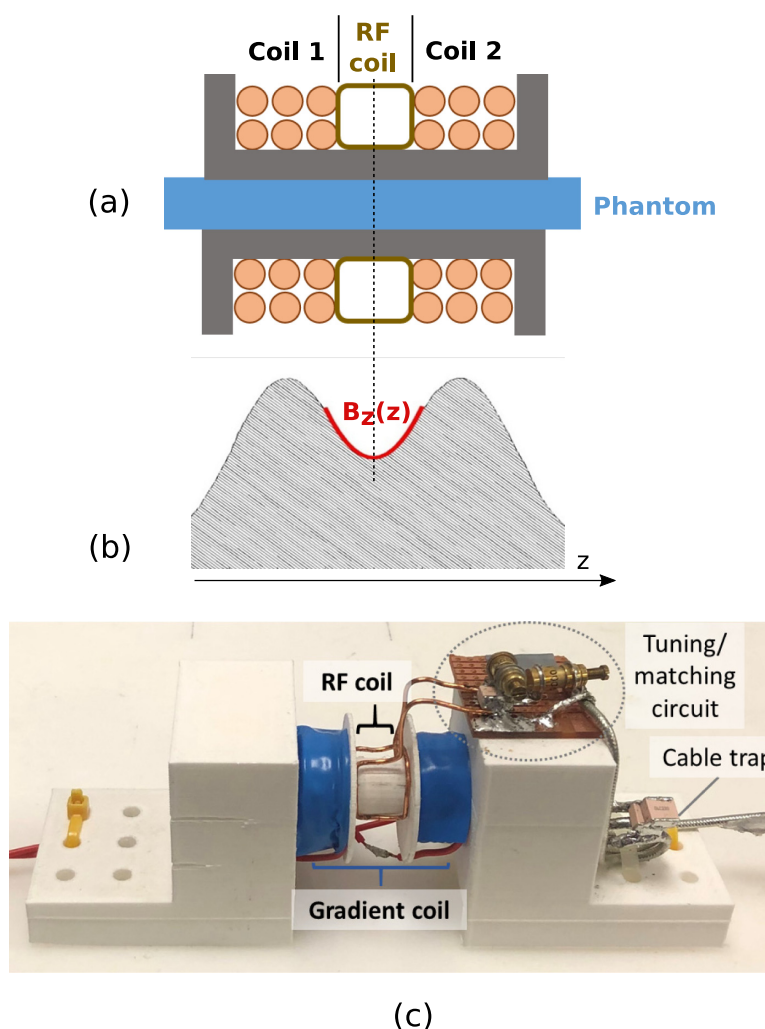 RF
Coil 1
coil
Coil 2
(a)
Phantom
Bz(z)
(b)
z
Tuning/
matching
circuit
RF coil
Cable trap
Gradient coil
(c)